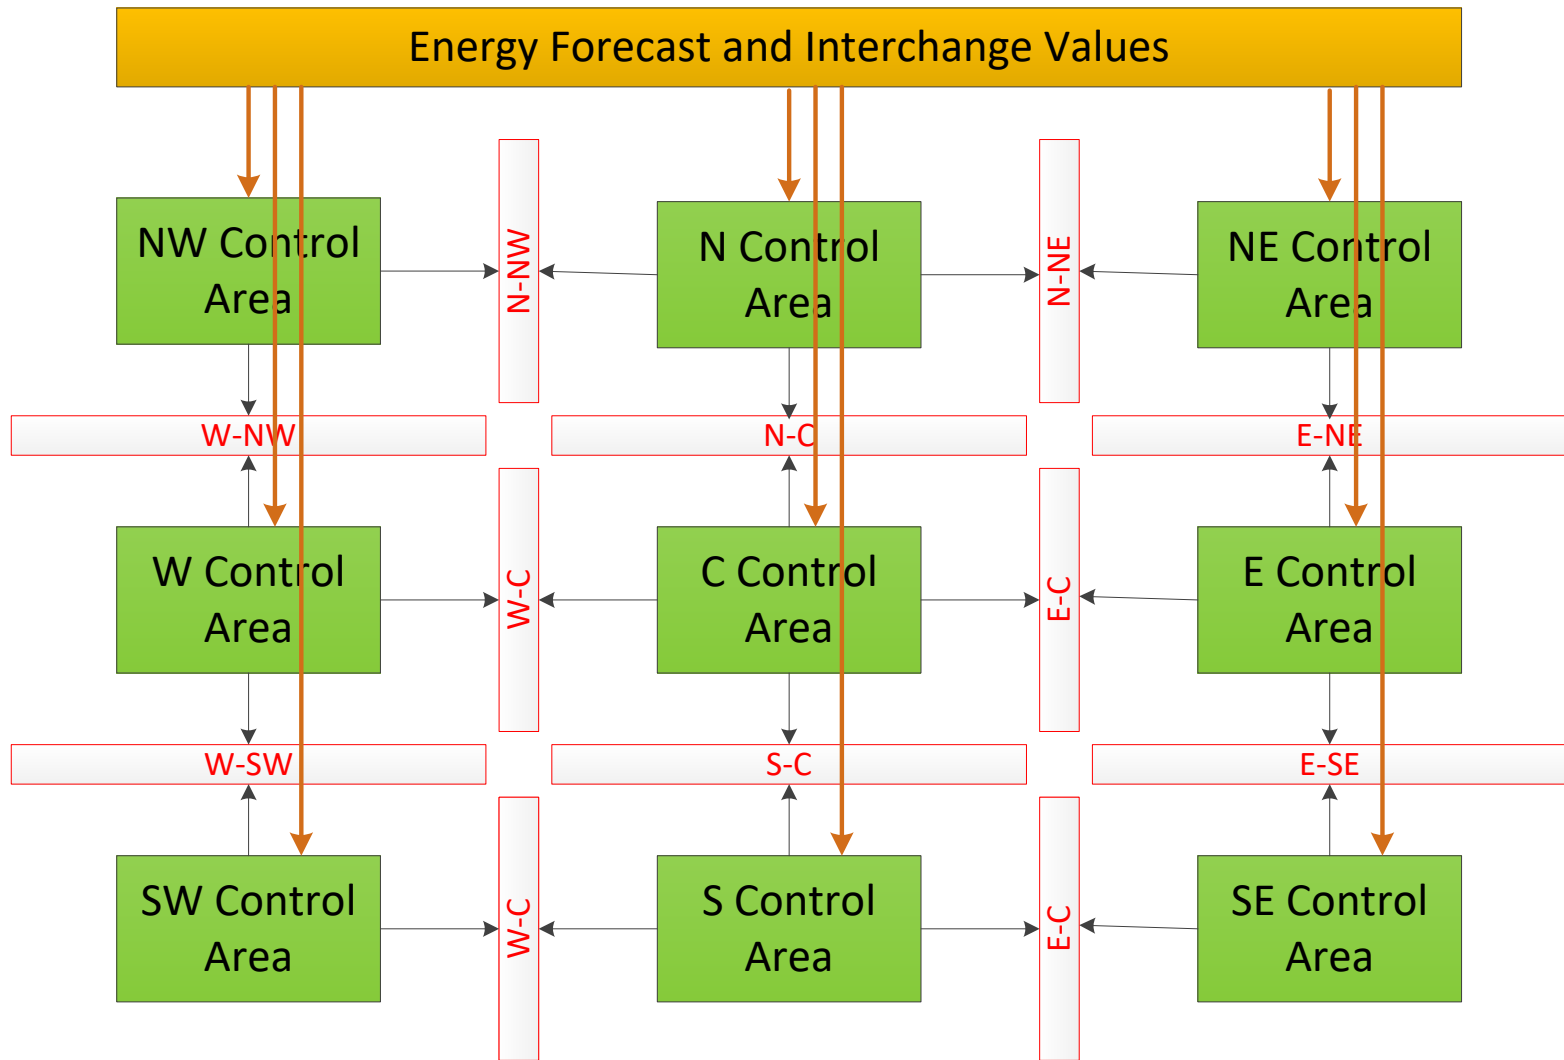 Energy Forecast and Interchange Values
NW Control
Area
N-NW
N Control
Area
N-NE
NE Control
Area
W-NW
N-C
E-NE
W Control
Area
W-C
C Control
Area
E-C
E Control
Area
W-SW
S-C
E-SE
SW Control
Area
W-C
S Control
Area
E-C
SE Control
Area